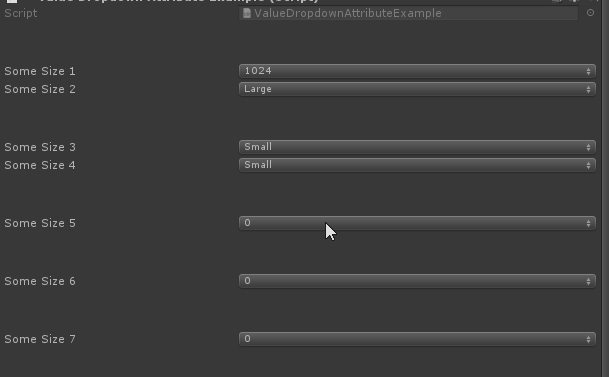 Value Dropdown Attribute Example (Script)
Script ValueDropdownAttributeExample
Some Size 1 1024
Some Size 2 Large
Some Size 3 Small
Some Size 4 Small
Some Size 5 0
Some Size 6 0
Some Size 7 0